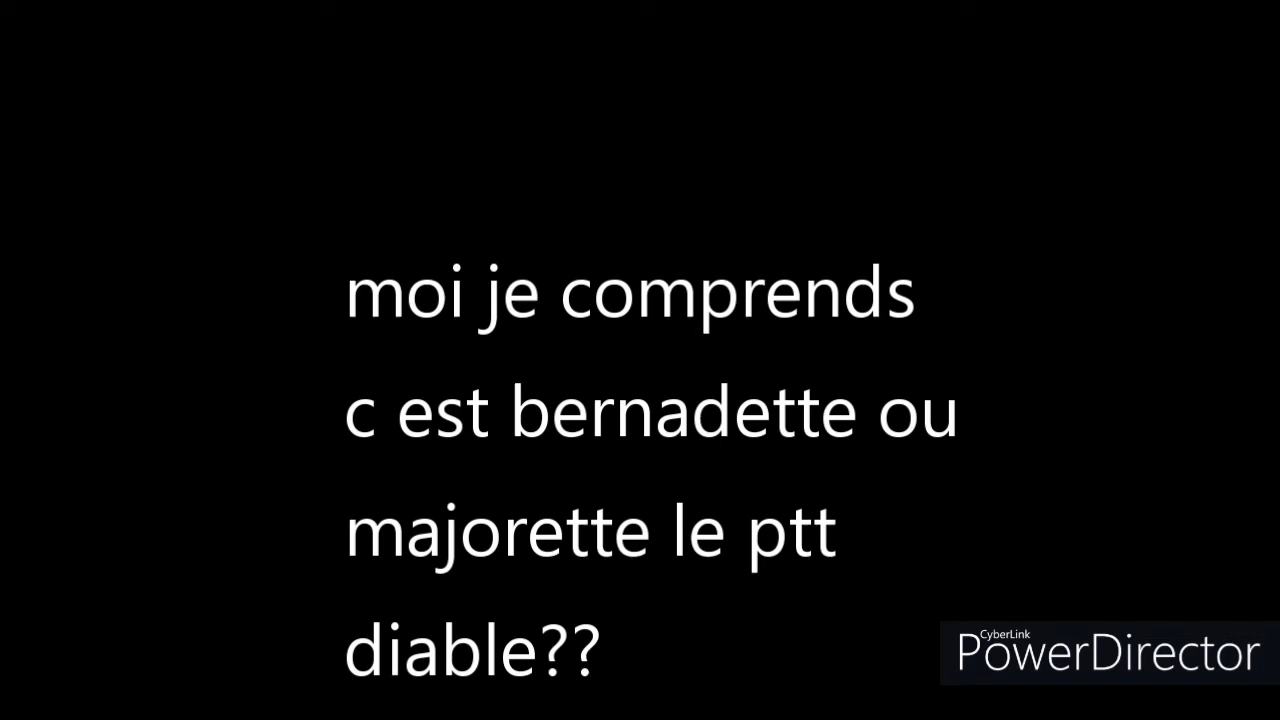 moi je comprends
c est bernadette ou
majorette le ptt
diable??
CyberLink
PowerDirector